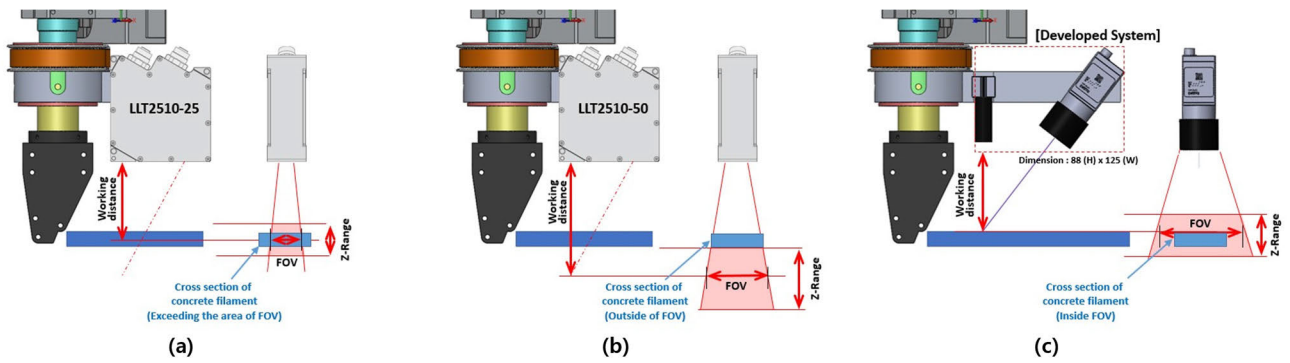 LLT2510-25
Working
distance
Z-Range
FOV
Cross section of
concrete filament
(Exceeding the area of FOV)
(a)
LLT2510-50
Working
distance
FOV
Z-Range
Cross section of
concrete filament
(Outside of FOV)
(b)
[Developed System]
Dimension : 88 (H) x 125 (W)
Working
distance
FOV
Z-Range
Cross section of
concrete filament
(Inside FOV)
(c)